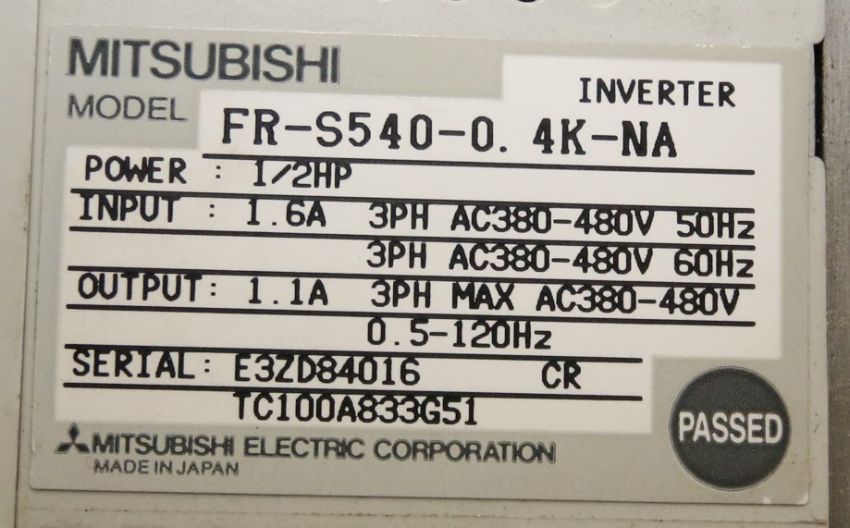 MITSUBISHI
INVERTER
MODEL FR-S540-0.4K-NA
POWER : 1/2HP
INPUT : 1.6A 3PH AC380-480V 50Hz
3PH AC380-480V 60Hz
OUTPUT: 1.1A 3PH MAX AC380-480V
0.5-120Hz
SERIAL: E3ZD84016 CR
TC100A833G51
PASSED
MITSUBISHI ELECTRIC CORPORATION
MADE IN JAPAN